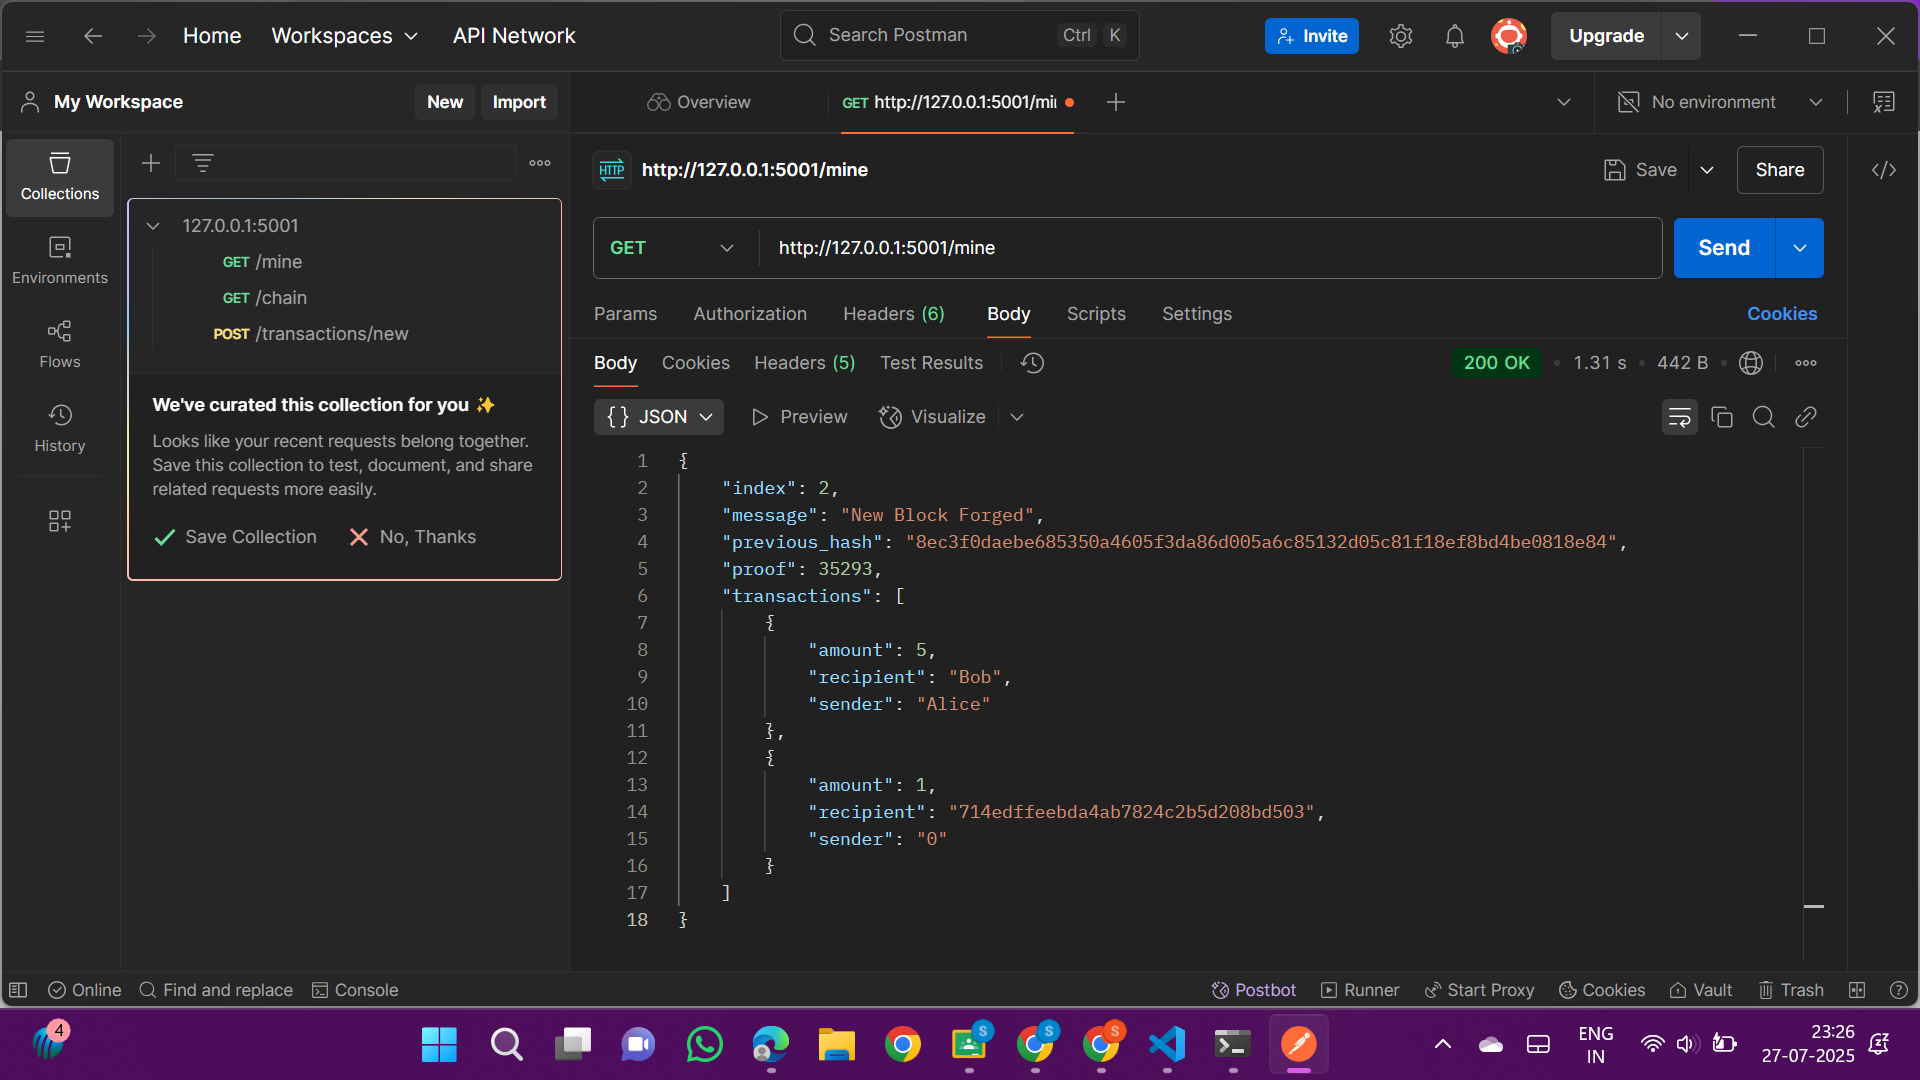 Home
Workspaces
API Network
Search Postman
Ctrl K
Invite
Upgrade
My Workspace
New
Import
Overview
GET http://127.0.0.1:5001/mi
No environment
Collections
Environments
Flows
History
127.0.0.1:5001
GET /mine
GET /chain
POST /transactions/new
We've curated this collection for you ✨
Looks like your recent requests belong together.
Save this collection to test, document, and share
related requests more easily.
Save Collection
No, Thanks
HTTP
http://127.0.0.1:5001/mine
Save
Share
GET
http://127.0.0.1:5001/mine
Send
Params
Authorization
Headers (6)
Body
Scripts
Settings
Cookies
Body
Cookies
Headers (5)
Test Results
200 OK • 1.31 s • 442 B
{} JSON
Preview
Visualize
1 {
2 "index": 2,
3 "message": "New Block Forged",
4 "previous_hash": "8ec3f0daebe685350a4605f3da86d005a6c85132d05c81f18ef8bd4be0818e84",
5 "proof": 35293,
6 "transactions": [
7 {
8 "amount": 5,
9 "recipient": "Bob",
10 "sender": "Alice"
11 },
12 {
13 "amount": 1,
14 "recipient": "714edffeebda4ab7824c2b5d208bd503",
15 "sender": "0"
16 }
17 ]
18 }
Online
Find and replace
Console
Postbot
Runner
Start Proxy
Cookies
Vault
Trash
4
S
S
S
ENG
IN
23:26
27-07-2025